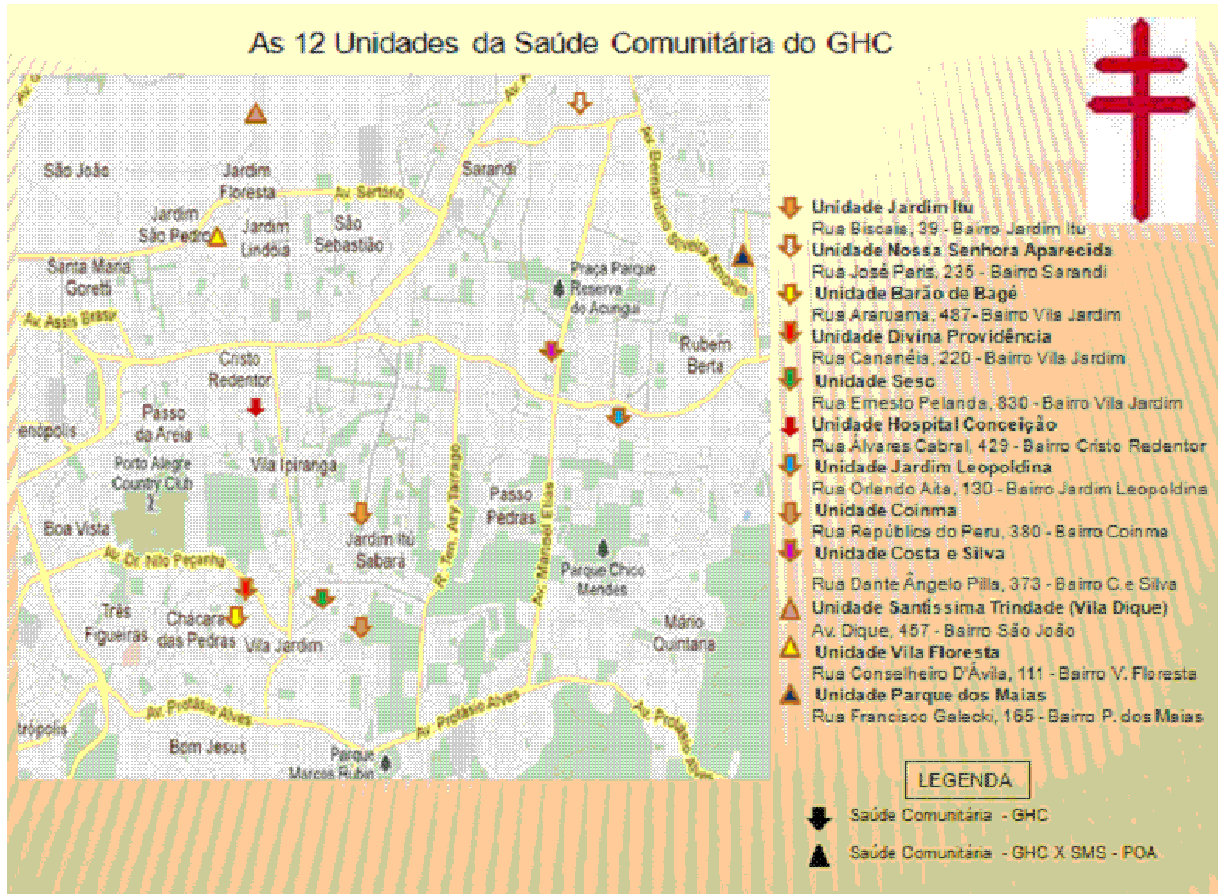 As 12 Unidades da Saúde Comunitária do GHC
São João
Jardim
Floresta
Av. Sertório
Sarandi
Jardim
São Pedro
Jardim
Lindóia
São
Sebastião
Santa Maria
Goretti
Praça Parque
Reserva
do Acungui
Av. Assis Brasil
Cristo
Redentor
Rubem
Berta
Passo
da Areia
enópolis
Porto Alegre
Country Club
Vila Ipiranga
R. Ten. Ary Tarrago
Passo
Pedras
Av. Manoel Elias
Boa Vista
Jardim Itú
Sabará
Av. Dr. Nilo Peçanha
Parque Chico
Mendes
Três
Figueiras
Chácara
das Pedras
Vila Jardim
Mário
Quintana
Av. Protásio Alves
Av. Protásio Alves
Av. Protásio Alves
trópolis
Bom Jesus
Parque
Marcos Rubin
Unidade Jardim Itu
Rua Biscaia, 39 - Bairro Jardim Itu
Unidade Nossa Senhora Aparecida
Rua José Paris, 235 - Bairro Sarandi
Unidade Barão de Bagé
Rua Araruama, 487- Bairro Vila Jardim
Unidade Divina Providência
Rua Cananéia, 220 - Bairro Vila Jardim
Unidade Sesc
Rua Ernesto Pelanda, 830 - Bairro Vila Jardim
Unidade Hospital Conceição
Rua Álvares Cabral, 429 - Bairro Cristo Redentor
Unidade Jardim Leopoldina
Rua Orlando Aita, 130 - Bairro Jardim Leopoldina
Unidade Coinma
Rua República do Peru, 380 - Bairro Coinma
Unidade Costa e Silva
Rua Dante Ângelo Pilla, 373 - Bairro C.e Silva
Unidade Santíssima Trindade (Vila Dique)
Av. Dique, 457 - Bairro São João
Unidade Vila Floresta
Rua Conselheiro D'Ávila, 111 - Bairro V. Floresta
Unidade Parque dos Maias
Rua Francisco Galecki, 165 - Bairro P. dos Maias
LEGENDA
Saúde Comunitária - GHC
Saúde Comunitária - GHC X SMS - POA